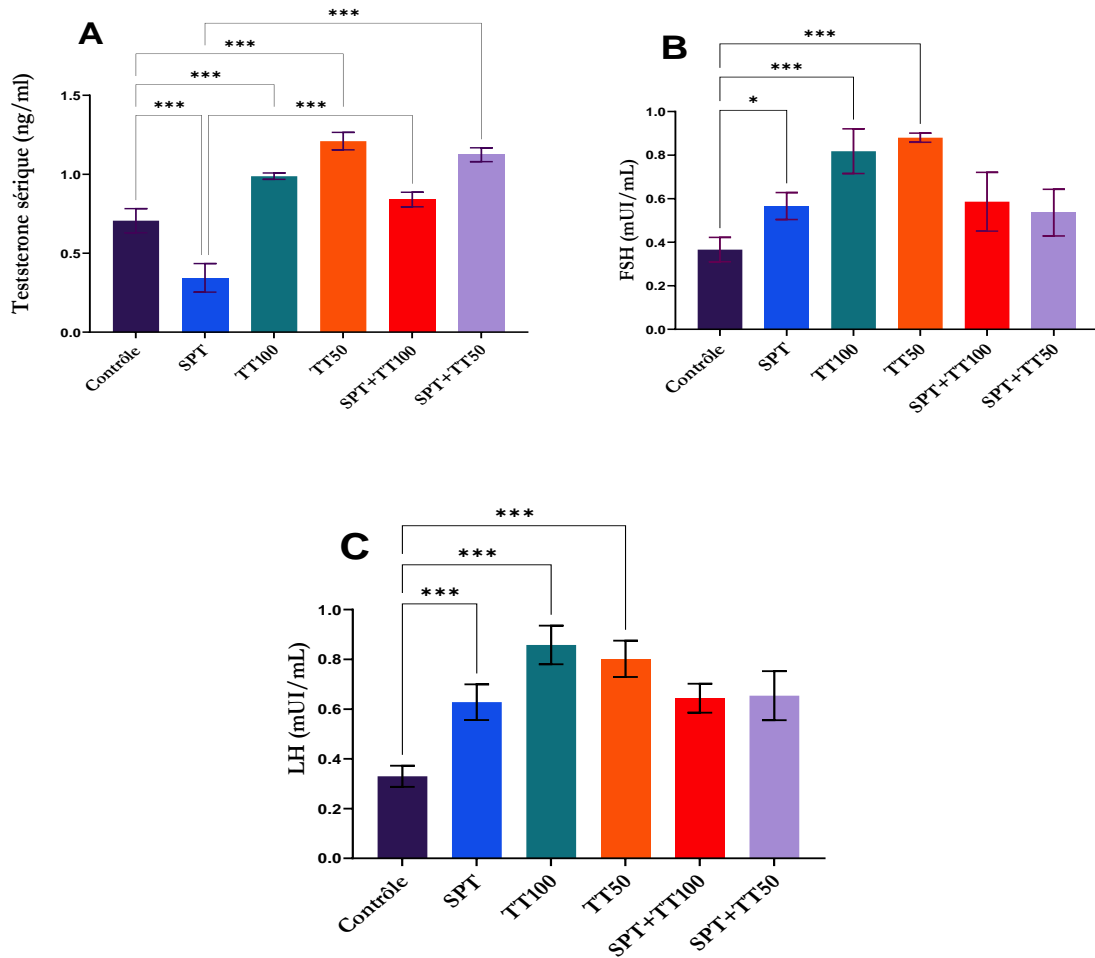 A
***
***
***
***
***
***
Teststerone sérique (ng/ml)
1.5
1.0
0.5
0.0
Contrôle
SPT
TT100
TT50
SPT+TT100
SPT+TT50
B
***
***
*
FSH (mUI/mL)
1.0
0.8
0.6
0.4
0.2
0.0
Contrôle
SPT
TT100
TT50
SPT+TT100
SPT+TT50
C
***
***
***
LH (mUI/mL)
1.0
0.8
0.6
0.4
0.2
0.0
Contrôle
SPT
TT100
TT50
SPT+TT100
SPT+TT50